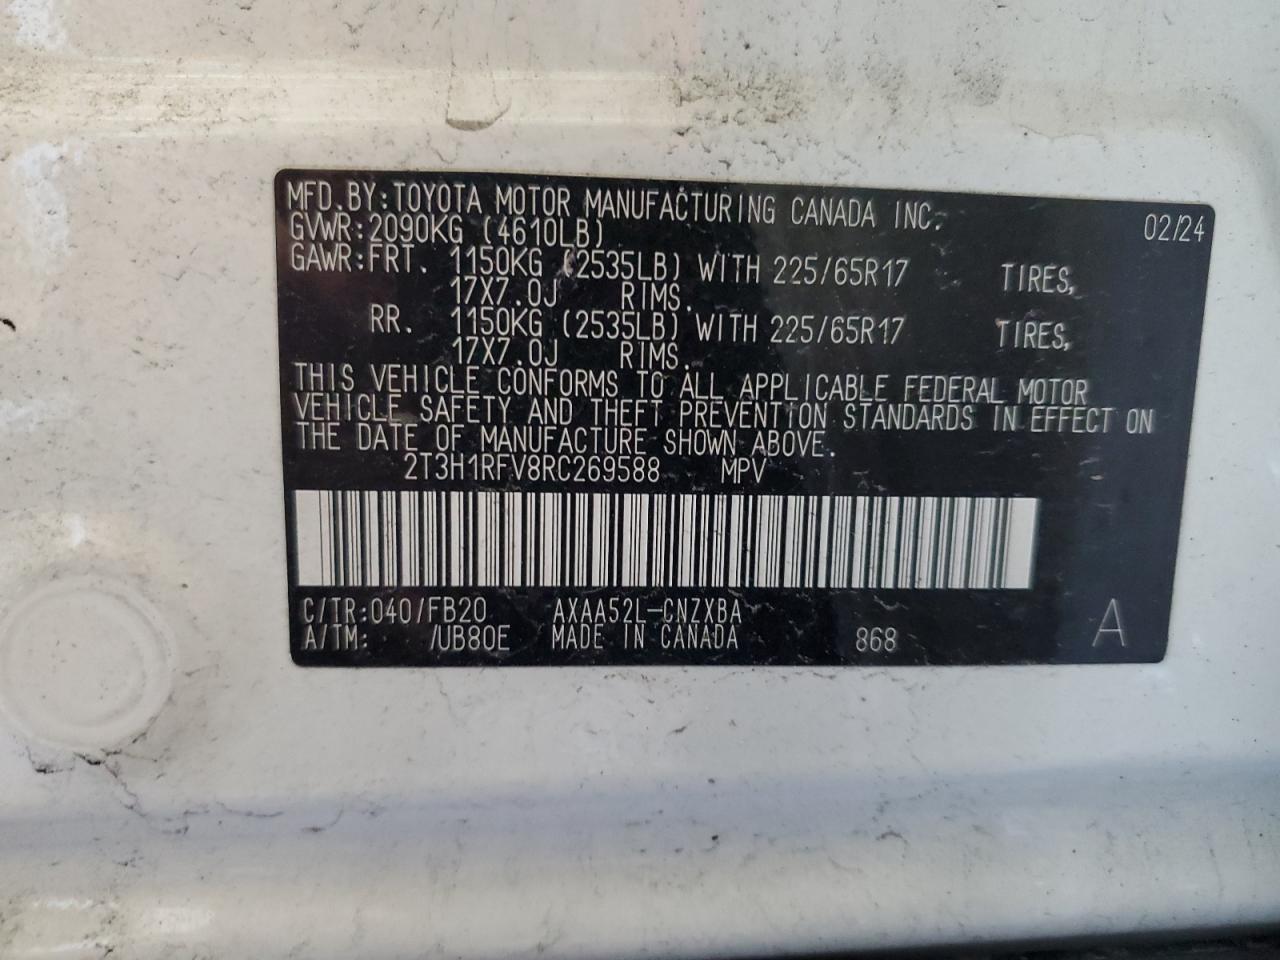 MFD.BY:TOYOTA MOTOR MANUFACTURING CANADA INC. 02/24
GVWR:2090KG (4610LB)
GAWR:FRT. 1150KG (2535LB) WITH 225/65R17 TIRES,
17X7.0J RIMS.
RR. 1150KG (2535LB) WITH 225/65R17 TIRES,
17X7.0J RIMS.
THIS VEHICLE CONFORMS TO ALL APPLICABLE FEDERAL MOTOR
VEHICLE SAFETY AND THEFT PREVENTION STANDARDS IN EFFECT ON
THE DATE OF MANUFACTURE SHOWN ABOVE.
2T3H1RFV8RC269588 MPV
C/TR:040/FB20 AXAA52L-CNZXBA
A/TM: /UB80E MADE IN CANADA 868 A